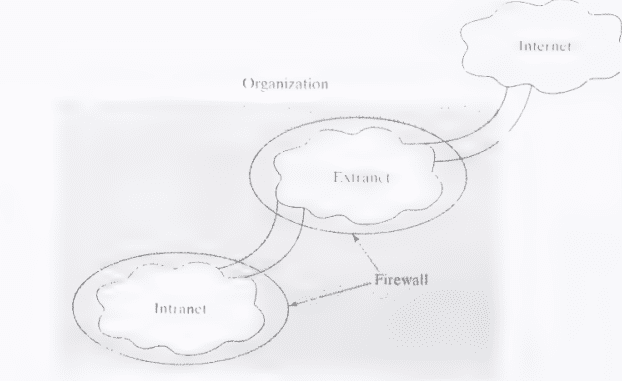 Internet
Organization
Extranet
Firewall
Intranet